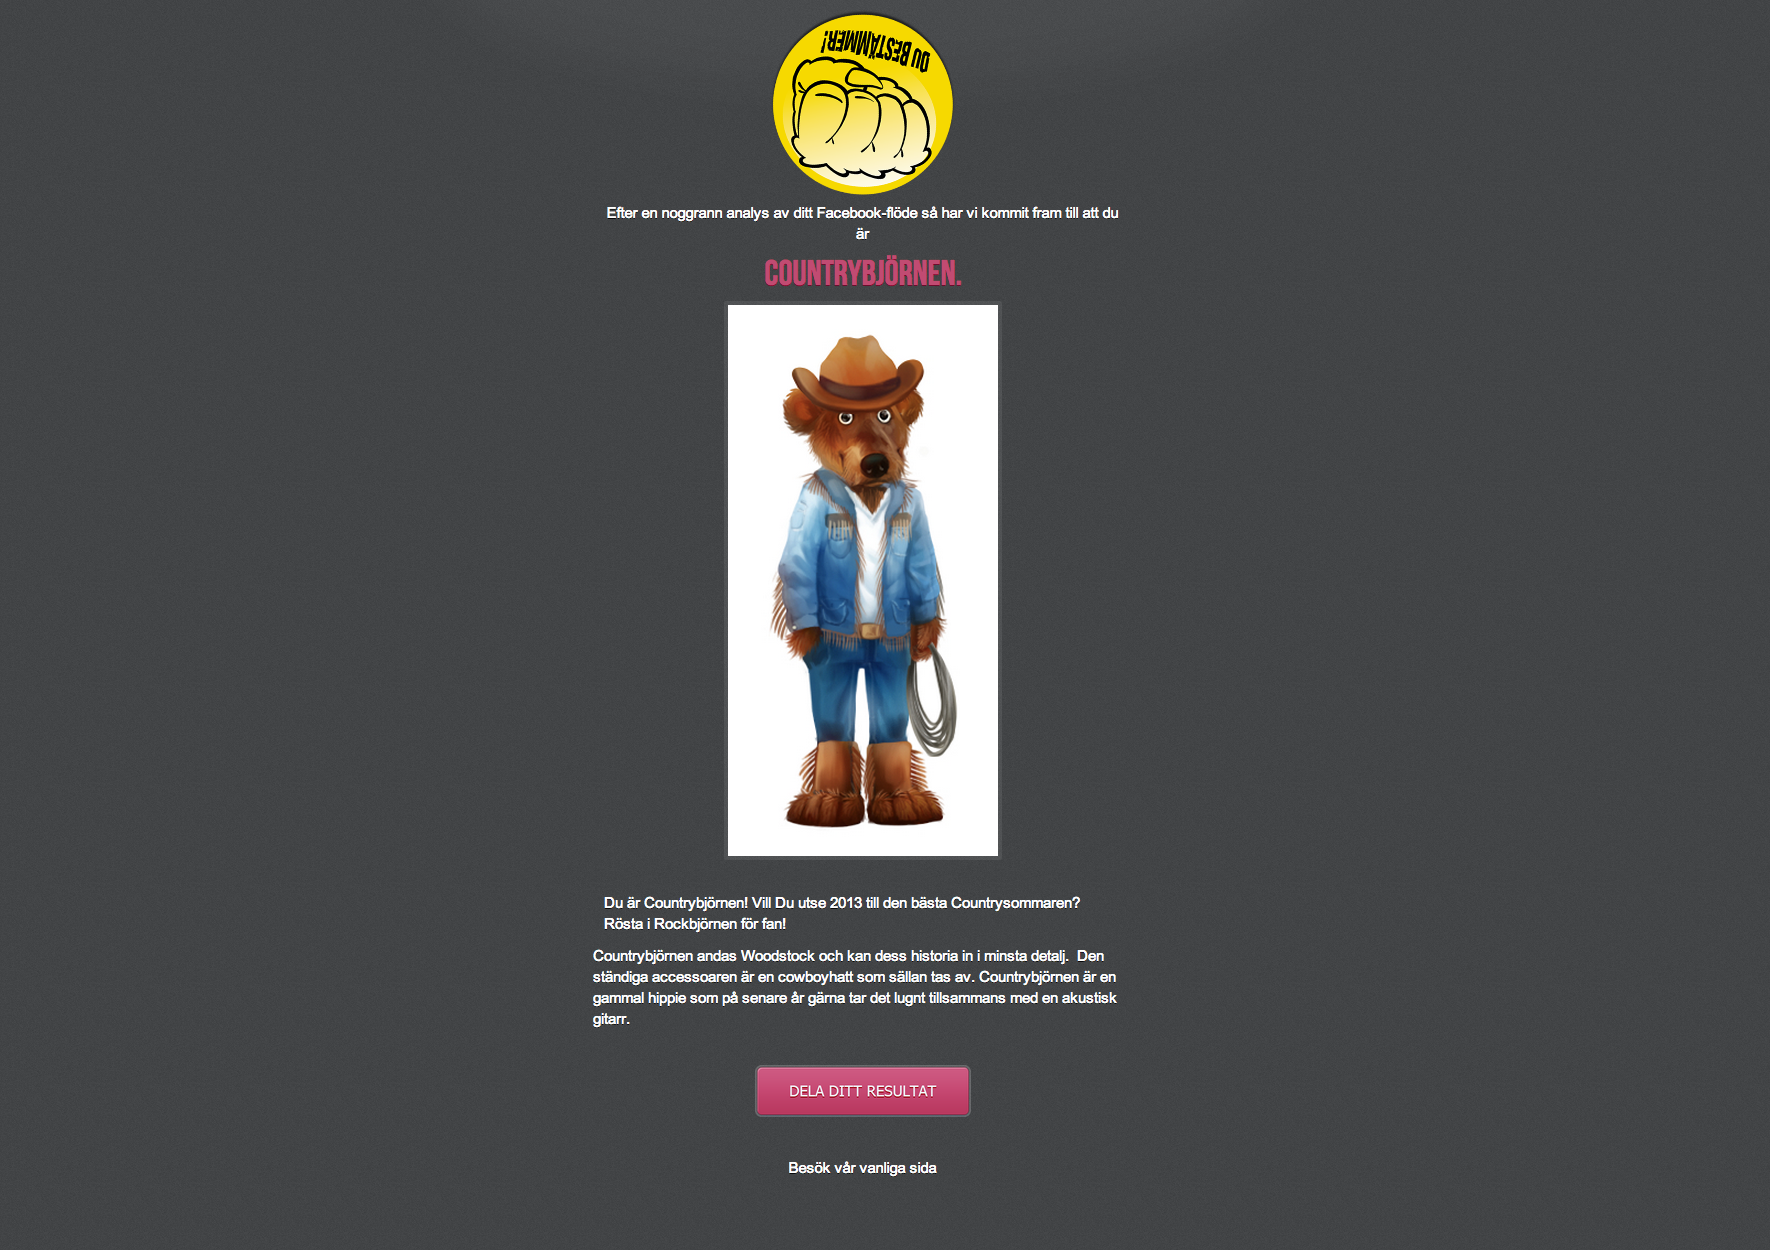 DU BESTÄMMER!
Efter en noggrann analys av ditt Facebook-flöde så har vi kommit fram till att du
är
COUNTRYBJÖRNEN.
Du är Countrybjörnen! Vill Du utse 2013 till den bästa Countrysommaren?
Rösta i Rockbjörnen för fan!
Countrybjörnen andas Woodstock och kan dess historia in i minsta detalj.  Den
ständiga accessoaren är en cowboyhatt som sällan tas av. Countrybjörnen är en
gammal hippie som på senare år gärna tar det lugnt tillsammans med en akustisk
gitarr.
DELA DITT RESULTAT
Besök vår vanliga sida